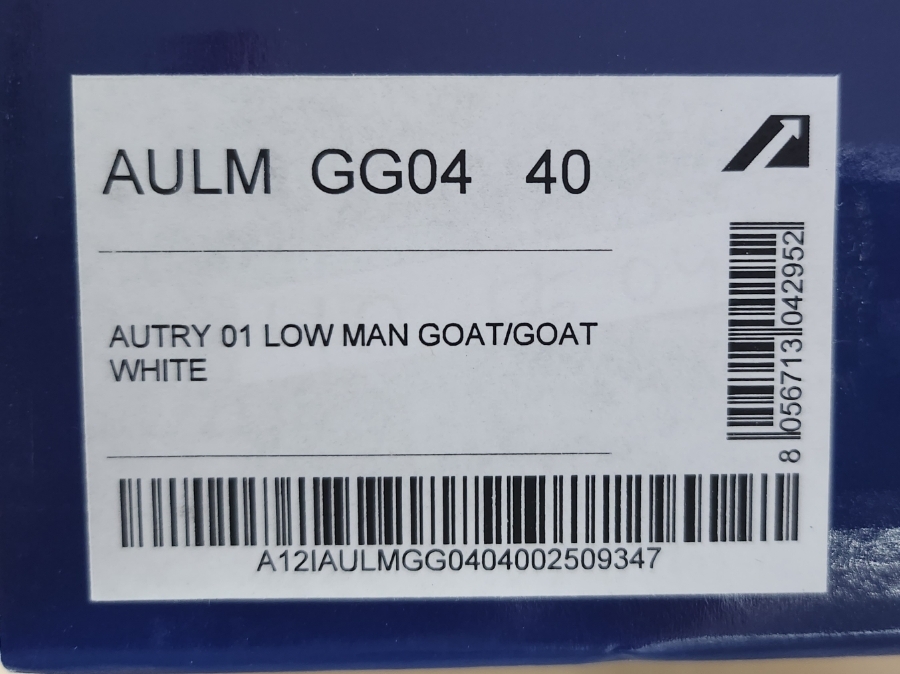 AULM GG04 40
AUTRY 01 LOW MAN GOAT/GOAT
WHITE
8 056713 042952
A12IAULMGG0404002509347